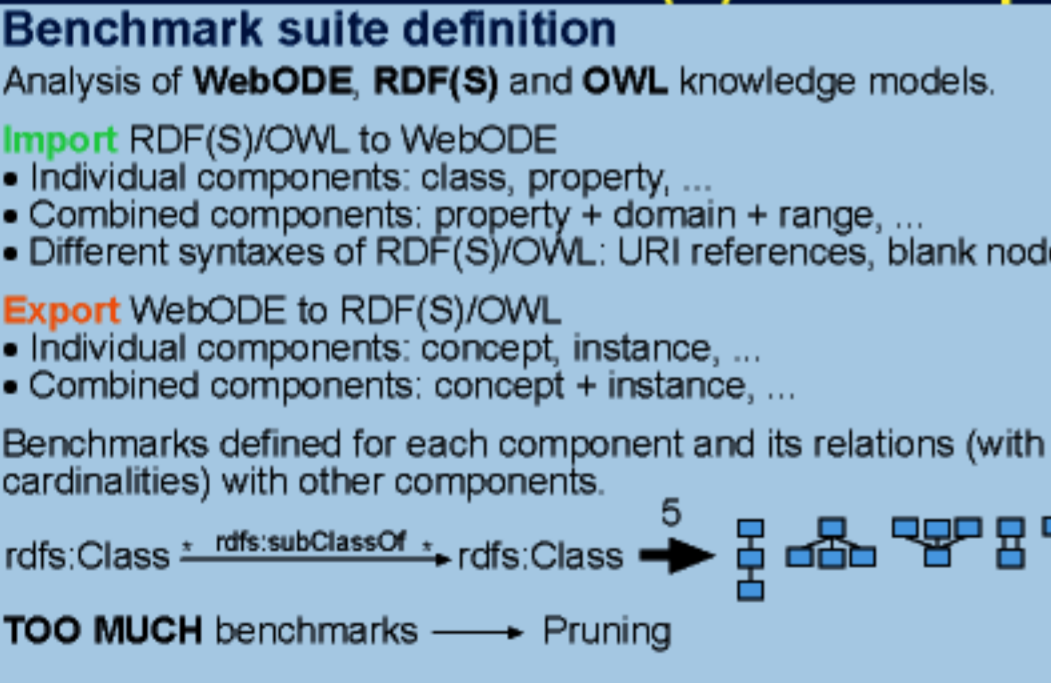 Benchmark suite definition
Analysis of WebODE, RDF(S) and OWL knowledge models.
Import RDF(S)/OWL to WebODE
• Individual components: class, property, ...
• Combined components: property + domain + range, ...
• Different syntaxes of RDF(S)/OWL: URI references, blank
Export WebODE to RDF(S)/OWL
• Individual components: concept, instance, ...
• Combined components: concept + instance, ...
Benchmarks defined for each component and its relations (with
cardinalities) with other components.
5
rdfs:Class * rdfs:subClassOf * rdfs:Class
TOO MUCH benchmarks Pruning